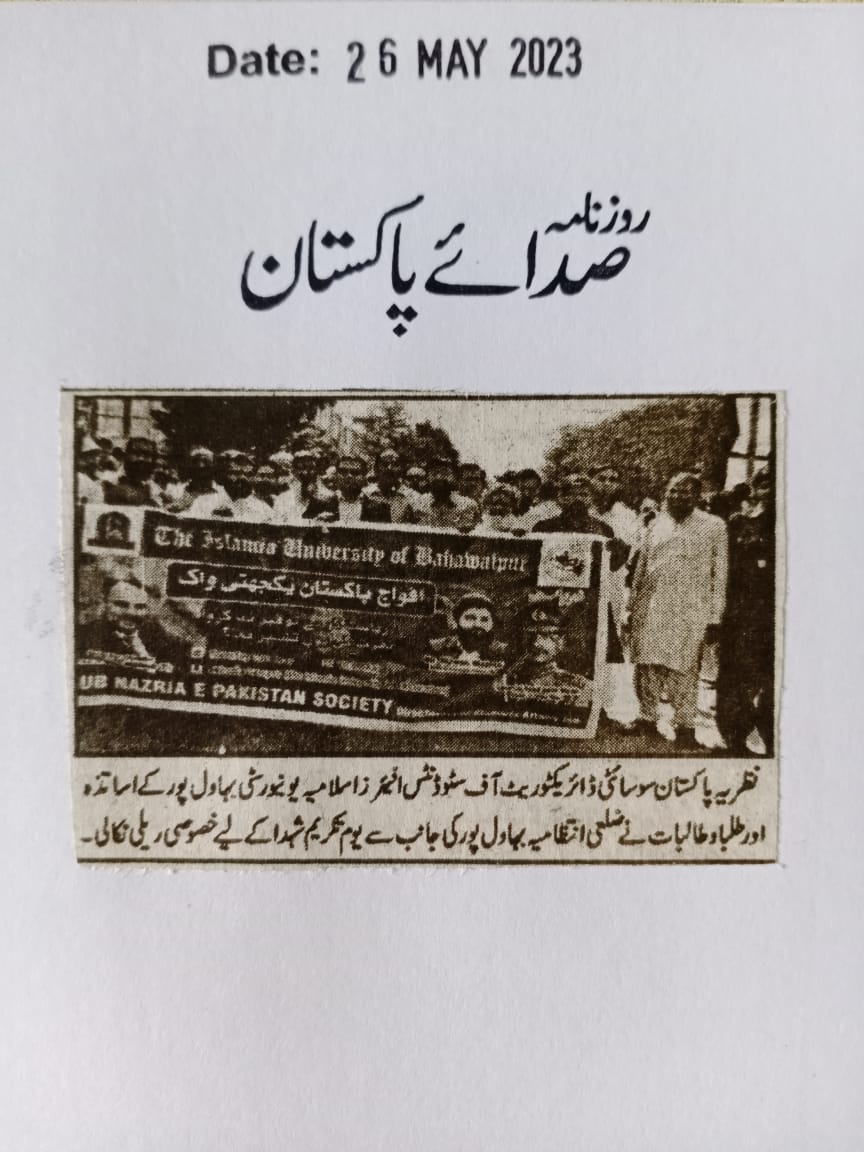 Date: 26 MAY 2023
روزنامہ
صدائے پاکستان
The Islamia University of Bahawalpur
افواج پاکستان یکجہتی واک
UB NAZRIA E PAKISTAN SOCIETY
نظریہ پاکستان سوسائٹی ڈائریکٹوریٹ آف سٹوڈنٹس افیئرز اسلامیہ یونیورسٹی بہاول پور کے اساتذہ
اور طلباء طالبات نے ضلعی انتظامیہ بہاول پور کی جانب سے یوم تکریم شہدا کے لیے خصوصی ریلی نکالی۔